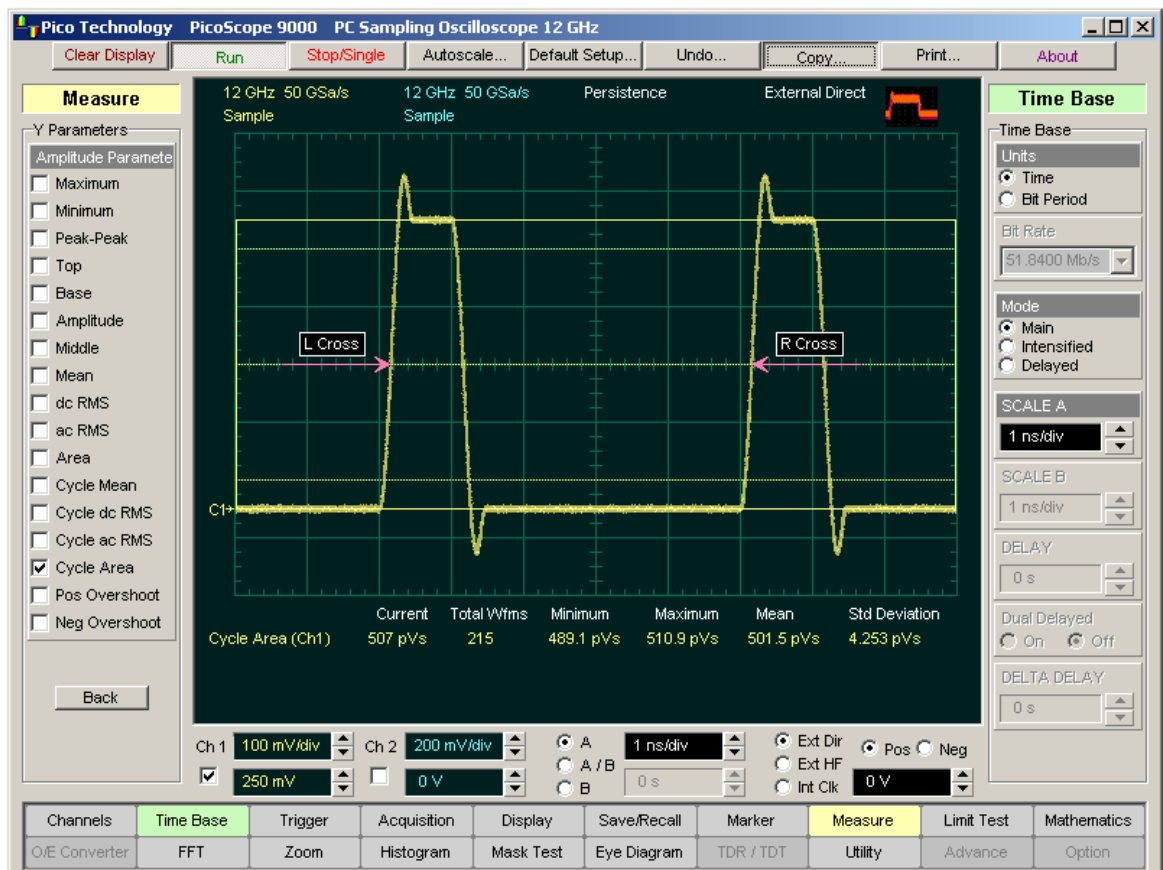 Pico Technology PicoScope 9000 PC Sampling Oscilloscope 12 GHz
Clear Display Run Stop/Single Autoscale... Default Setup... Undo... Copy... Print... About
Measure
Y Parameters
Amplitude Paramete
Maximum
Minimum
Peak-Peak
Top
Base
Amplitude
Middle
Mean
dc RMS
ac RMS
Area
Cycle Mean
Cycle dc RMS
Cycle ac RMS
Cycle Area
Pos Overshoot
Neg Overshoot
Back
12 GHz 50 GSa/s 12 GHz 50 GSa/s Persistence External Direct
Sample Sample
L Cross R Cross
C1
Current Total Wfms Minimum Maximum Mean Std Deviation
Cycle Area (Ch1) 507 pVs 215 489.1 pVs 510.9 pVs 501.5 pVs 4.253 pVs
Time Base
Time Base
Units
Time
Bit Period
Bit Rate
51.8400 Mb/s
Mode
Main
Intensified
Delayed
SCALE A
1 ns/div
SCALE B
1 ns/div
DELAY
0 s
Dual Delayed
On Off
DELTA DELAY
0 s
Ch 1 100 mV/div Ch 2 200 mV/div A 1 ns/div Ext Dir Pos Neg
A / B Ext HF
250 mV 0 V B 0 s Int Clk 0 V
Channels Time Base Trigger Acquisition Display Save/Recall Marker Measure Limit Test Mathematics
O/E Converter FFT Zoom Histogram Mask Test Eye Diagram TDR / TDT Utility Advance Option